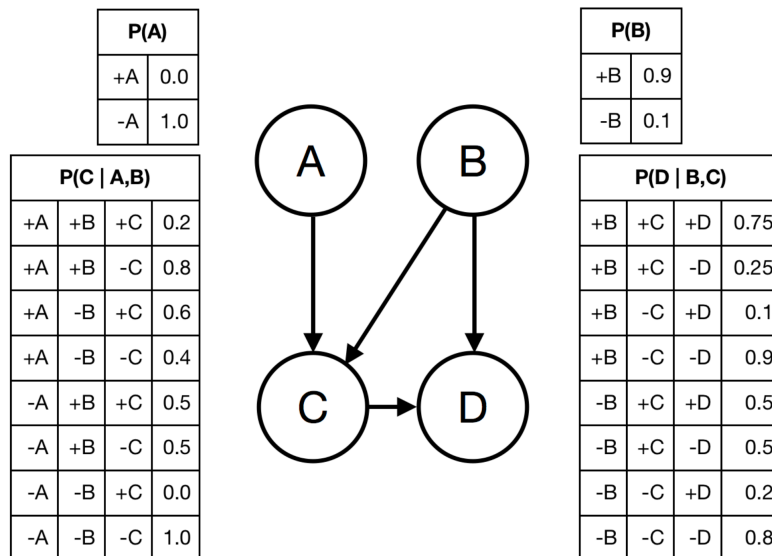 P(A)
+A 0.0
-A 1.0
P(B)
+B 0.9
-B 0.1
A
B
P(C | A,B)
+A +B +C 0.2
+A +B -C 0.8
+A -B +C 0.6
+A -B -C 0.4
-A +B +C 0.5
-A +B -C 0.5
-A -B +C 0.0
-A -B -C 1.0
C
D
P(D | B,C)
+B +C +D 0.75
+B +C -D 0.25
+B -C +D 0.1
+B -C -D 0.9
-B +C +D 0.5
-B +C -D 0.5
-B -C +D 0.2
-B -C -D 0.8